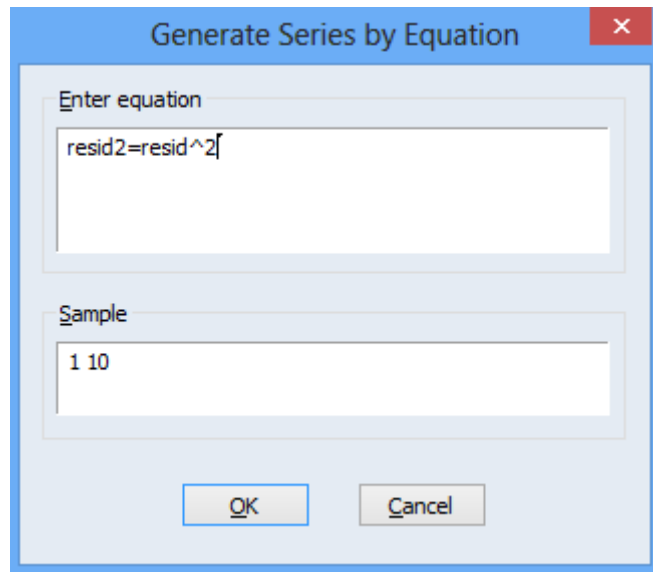 Generate Series by Equation
Enter equation
resid2=resid^2
Sample
1 10
OK
Cancel